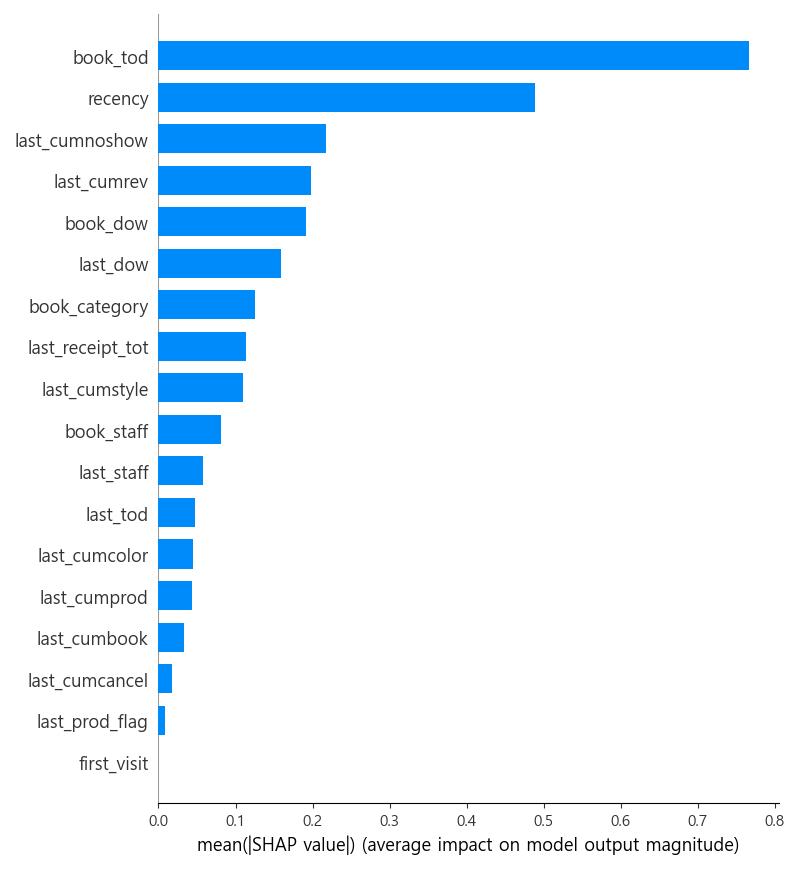 book_tod
recency
last_cumnoshow
last_cumrev
book_dow
last_dow
book_category
last_receipt_tot
last_cumstyle
book_staff
last_staff
last_tod
last_cumcolor
last_cumprod
last_cumbook
last_cumcancel
last_prod_flag
first_visit
0.0 0.1 0.2 0.3 0.4 0.5 0.6 0.7 0.8
mean(|SHAP value|) (average impact on model output magnitude)